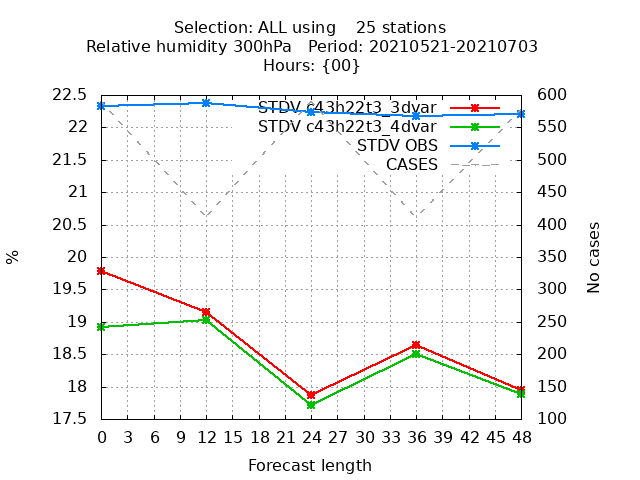 Selection: ALL using    25 stations
Relative humidity 300hPa   Period: 20210521-20210703
Hours: {00}
STDV c43h22t3_3dvar
STDV c43h22t3_4dvar
STDV OBS
CASES
22.5
22
21.5
21
20.5
20
19.5
19
18.5
18
17.5
%
600
550
500
450
400
350
300
250
200
150
100
No cases
0 3 6 9 12 15 18 21 24 27 30 33 36 39 42 45 48
Forecast length